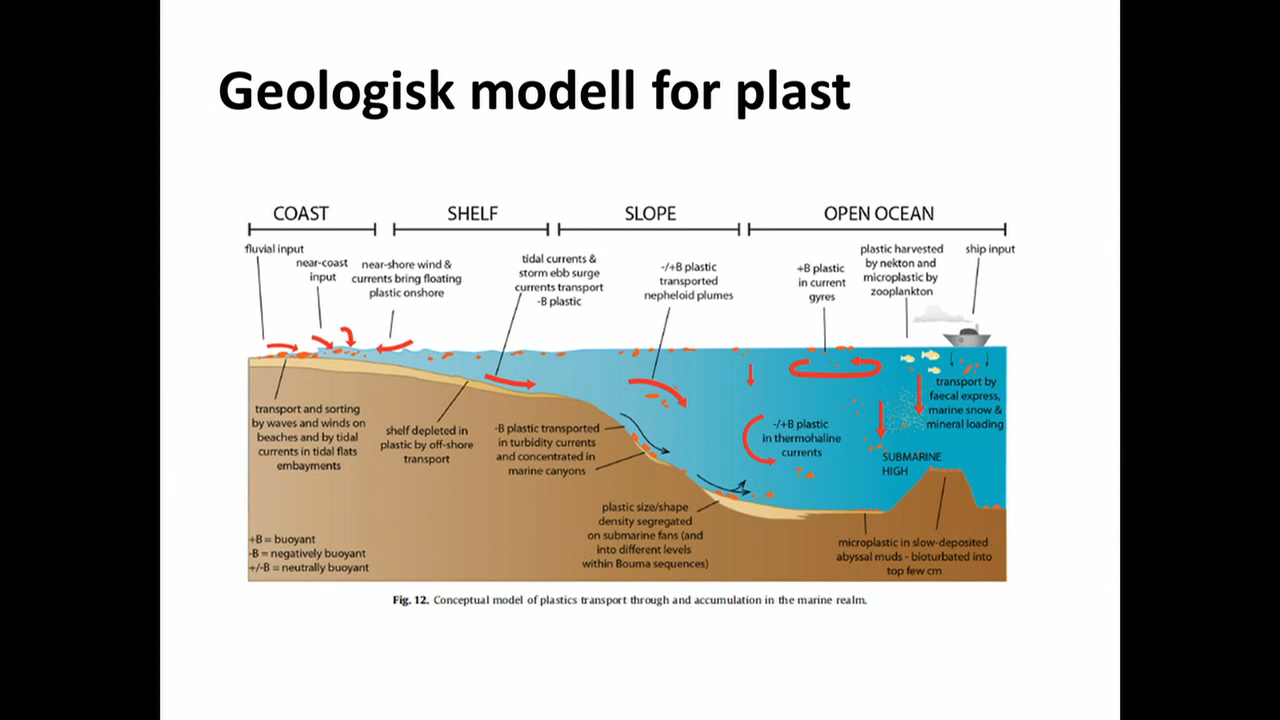 Geologisk modell for plast
COAST
SHELF
SLOPE
OPEN OCEAN
fluvial input
near-coast
input
near-shore wind &
currents bring floating
plastic onshore
tidal currents &
storm ebb surge
currents transport
-B plastic
-/+B plastic
transported
nepheloid plumes
+B plastic
in current
gyres
plastic harvested
by nekton and
microplastic by
zooplankton
ship input
transport and sorting
by waves and winds on
beaches and by tidal
currents in tidal flats
embayments
shelf depleted in
plastic by off-shore
transport
-B plastic transported
in turbidity currents
and concentrated in
marine canyons
-/+B plastic
in thermohaline
currents
transport by
faecal express,
marine snow &
mineral loading
SUBMARINE
HIGH
plastic size/shape
density segregated
on submarine fans (and
into different levels
within Bouma sequences)
microplastic in slow-deposited
abyssal muds - bioturbated into
top few cm
+B = buoyant
-B = negatively buoyant
+/-B = neutrally buoyant
Fig. 12. Conceptual model of plastics transport through and accumulation in the marine realm.